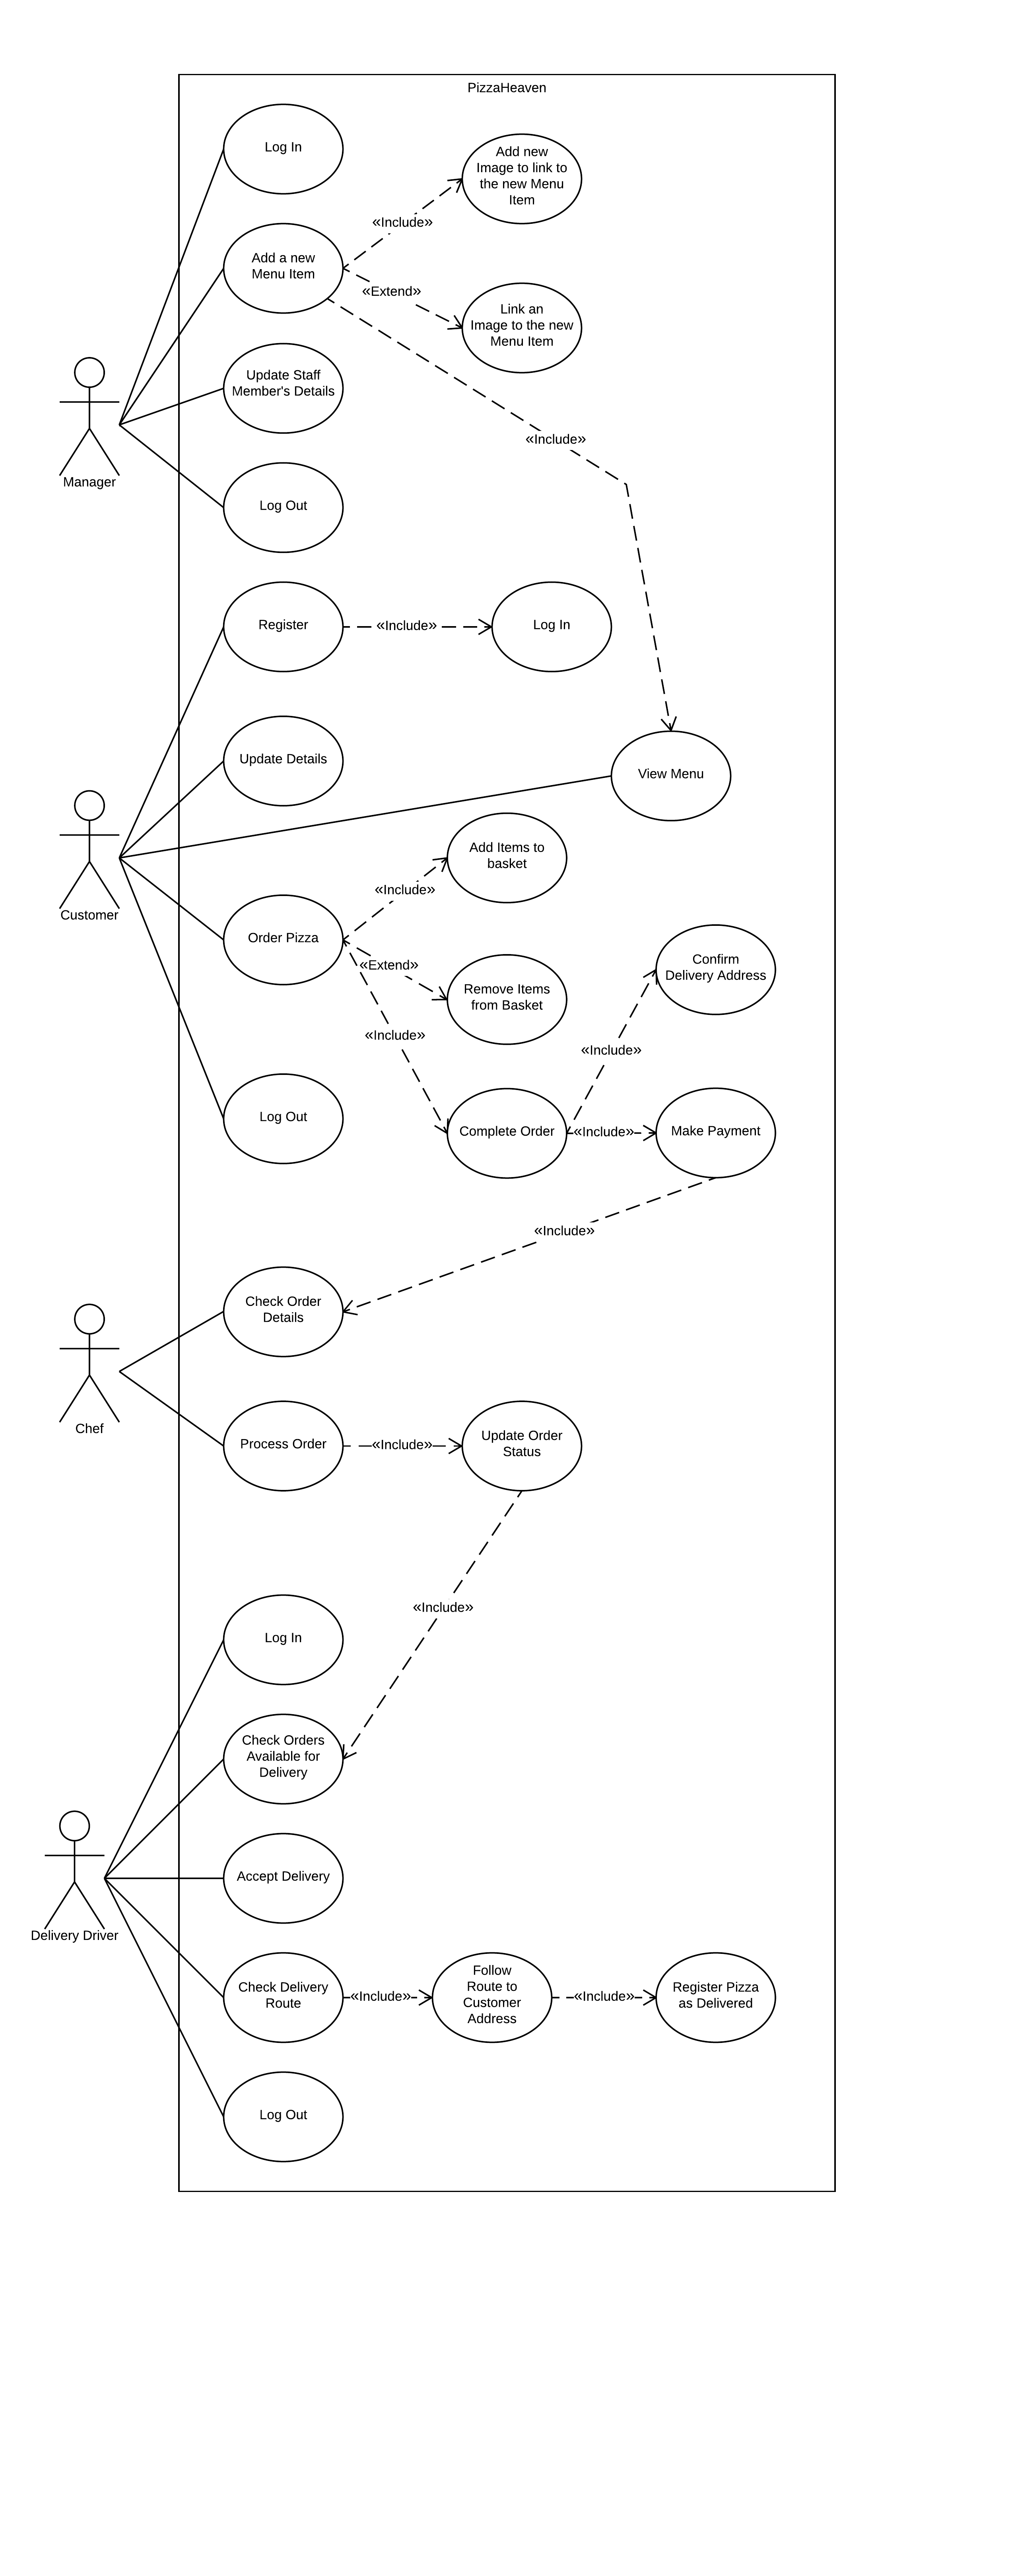 PizzaHeaven
Log In
Add new
Image to link to
the new Menu
Item
«Include»
Add a new
Menu Item
«Extend»
Link an
Image to the new
Menu Item
Update Staff
Member's Details
«Include»
Manager
Log Out
Register
«Include»
Log In
Update Details
View Menu
Add Items to
basket
«Include»
Customer
Order Pizza
«Extend»
Remove Items
from Basket
Confirm
Delivery Address
«Include»
«Include»
Log Out
Complete Order
«Include»
Make Payment
«Include»
Check Order
Details
Chef
Process Order
«Include»
Update Order
Status
«Include»
Log In
Check Orders
Available for
Delivery
Accept Delivery
Delivery Driver
Check Delivery
Route
«Include»
Follow
Route to
Customer
Address
«Include»
Register Pizza
as Delivered
Log Out